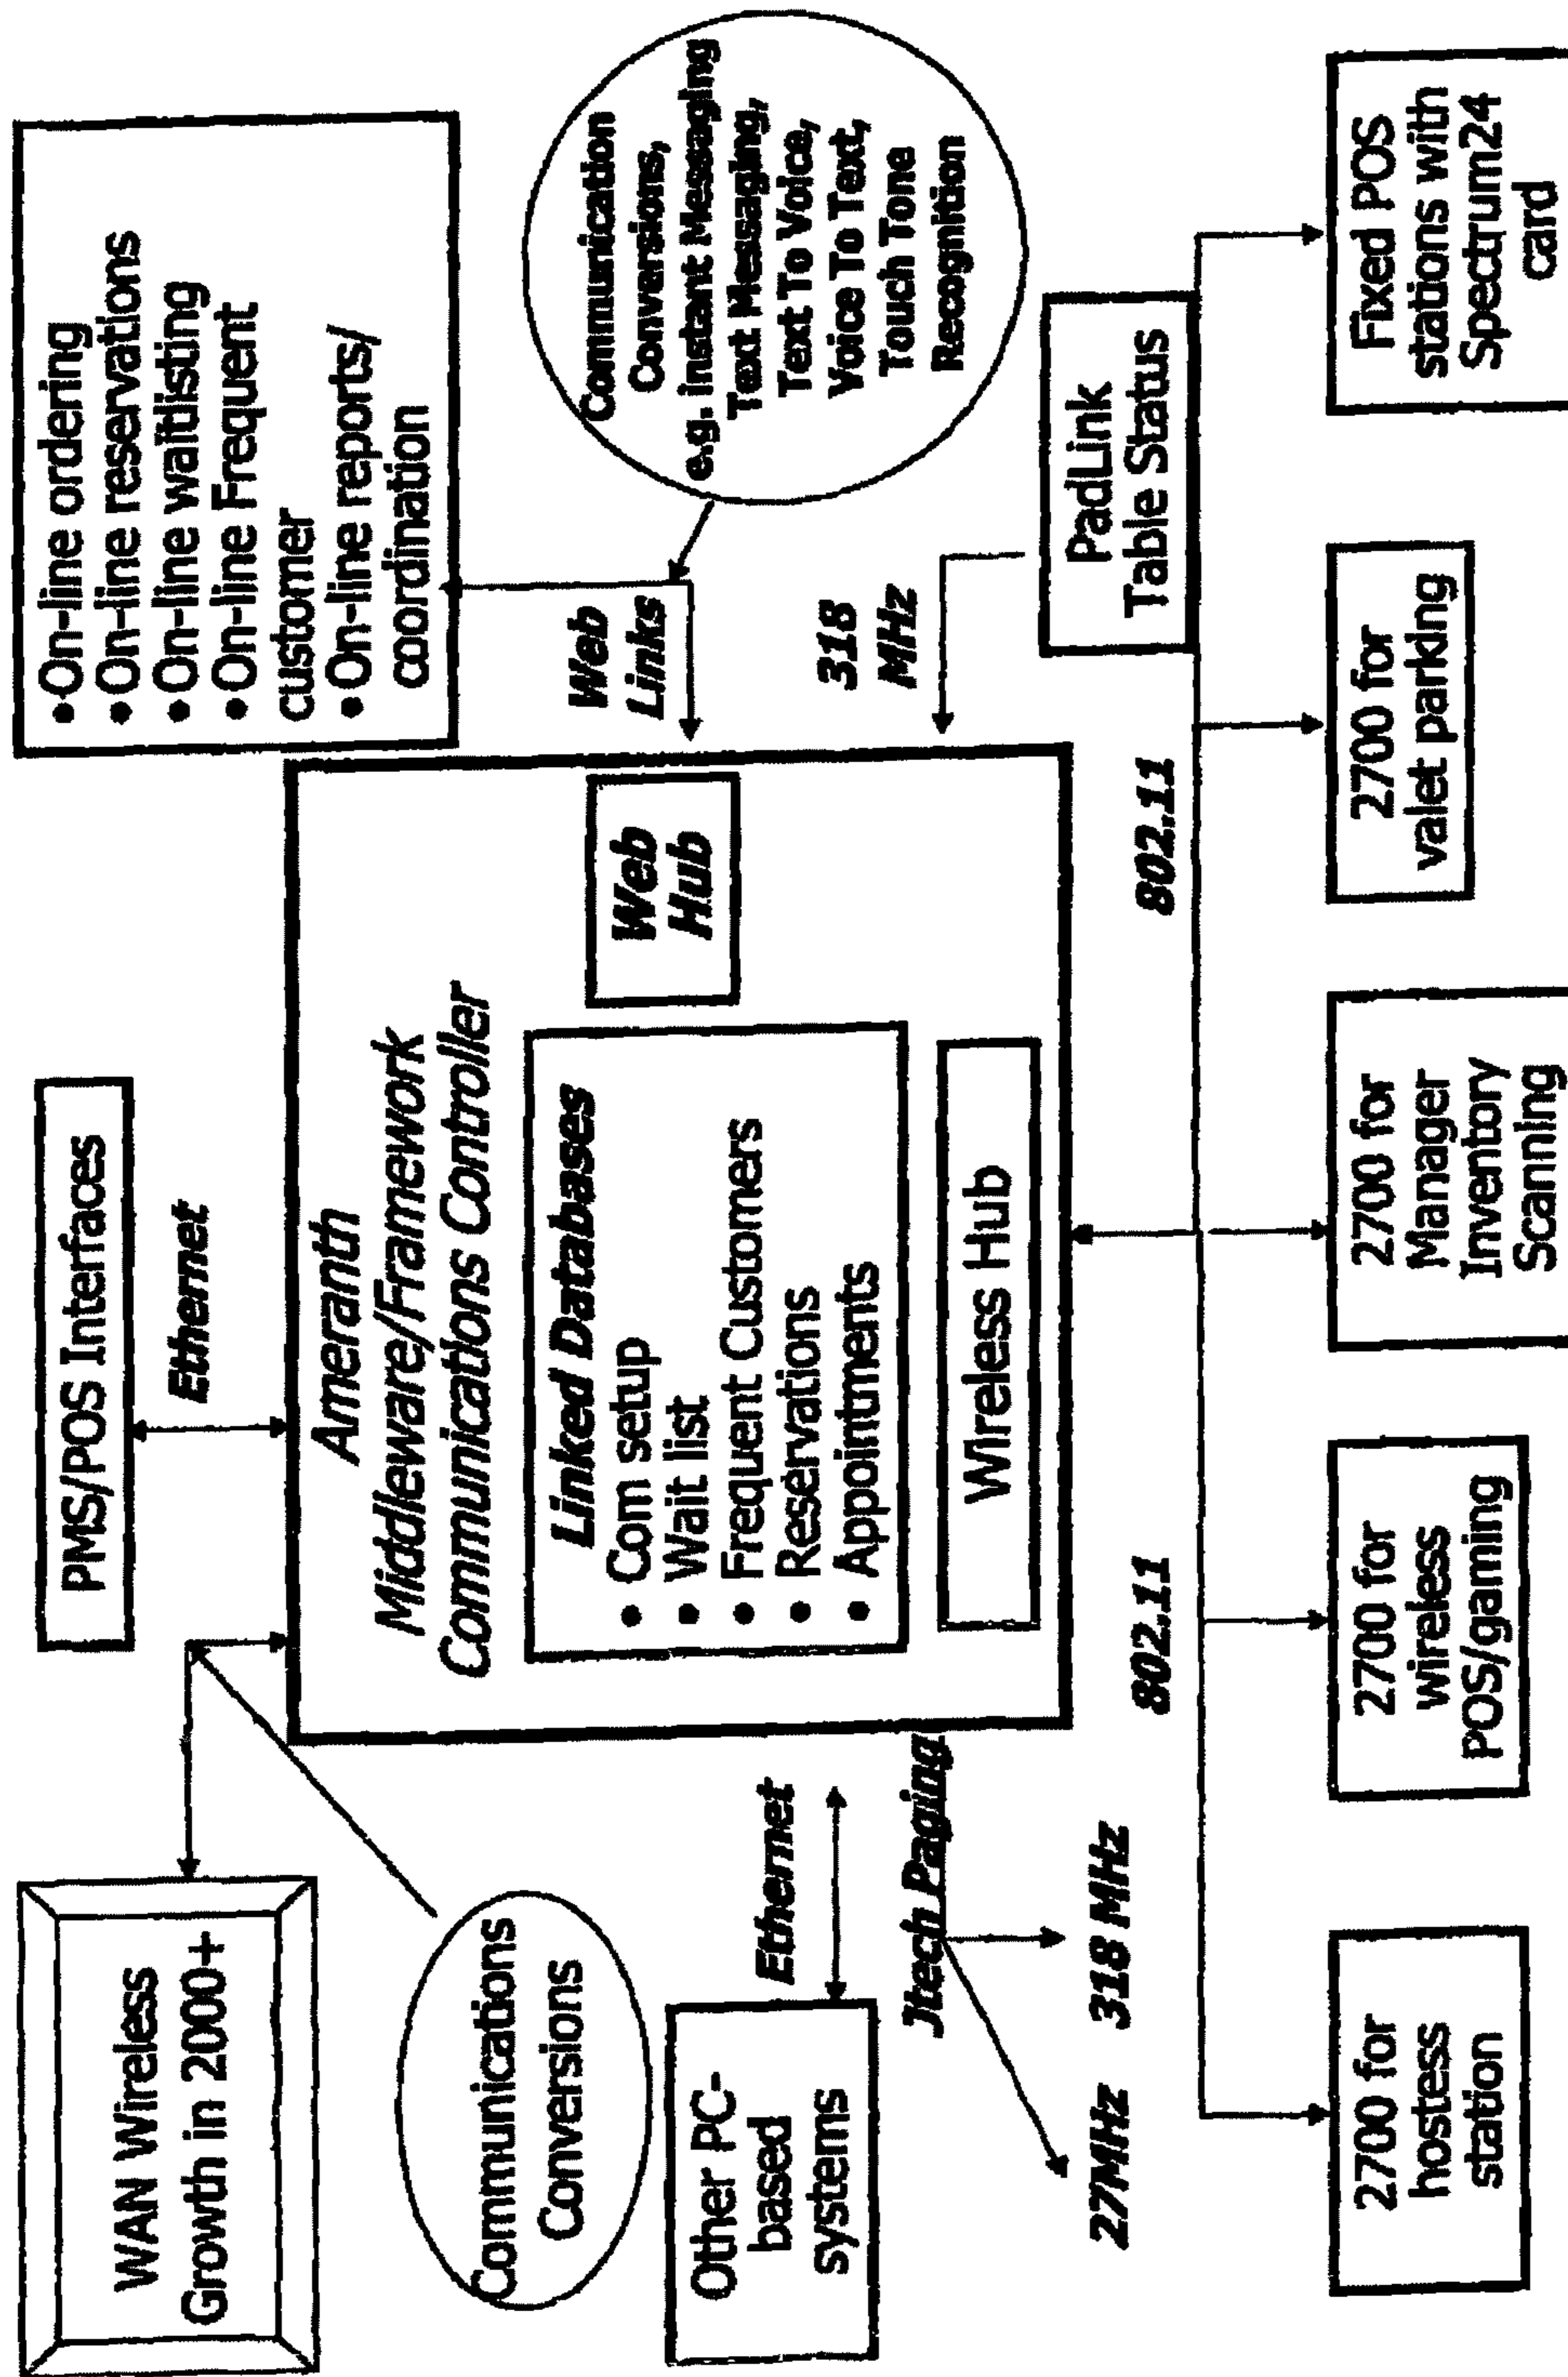 WAN Wireless
Growth in 2000+
PMS/POS Interfaces
Ethernet
•On-line ordering
•On-line reservations
•On-line waitlisting
•On-line Frequent
customer
•On-line reports/
coordination
Communications
Conversions
Ameranth
Middleware/Framework
Communications Controller
Linked Databases
• Com setup
• Wait list
• Frequent Customers
• Reservations
• Appointments
Web
Hub
Wireless Hub
Web
Links
Communication
Conversions,
e.g. instant Messaging
Text Messaging,
Text To Voice,
Voice To Text,
Touch Tone
Recognition
Other PC-
based
systems
Ethernet
Jtech Paging
27MHz
318 MHz
318
MHz
PadLink
Table Status
802.11
802.11
2700 for
hostess
station
2700 for
wireless
POS/gaming
2700 for
Manager
Inventory
Scanning
2700 for
valet parking
Fixed POS
stations with
Spectrum24
card